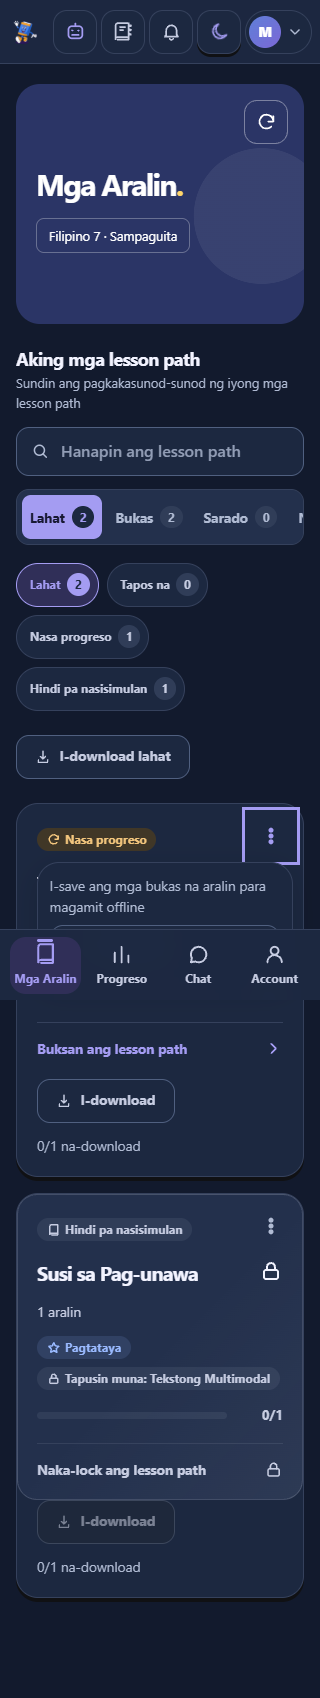 M
Mga Aralin.
Filipino 7 · Sampaguita
Aking mga lesson path
Sundin ang pagkakasunod-sunod ng iyong mga
lesson path
Hanapin ang lesson path
Lahat 2 Bukas 2 Sarado 0
Lahat 2 Tapos na 0
Nasa progreso 1
Hindi pa nasisimulan 1
I-download lahat
Nasa progreso
I-save ang mga bukas na aralin para
magamit offline
Mga Aralin Progreso Chat Account
Buksan ang lesson path
I-download
0/1 na-download
Hindi pa nasisimulan
Susi sa Pag-unawa
1 aralin
Pagtataya
Tapusin muna: Tekstong Multimodal
0/1
Naka-lock ang lesson path
I-download
0/1 na-download